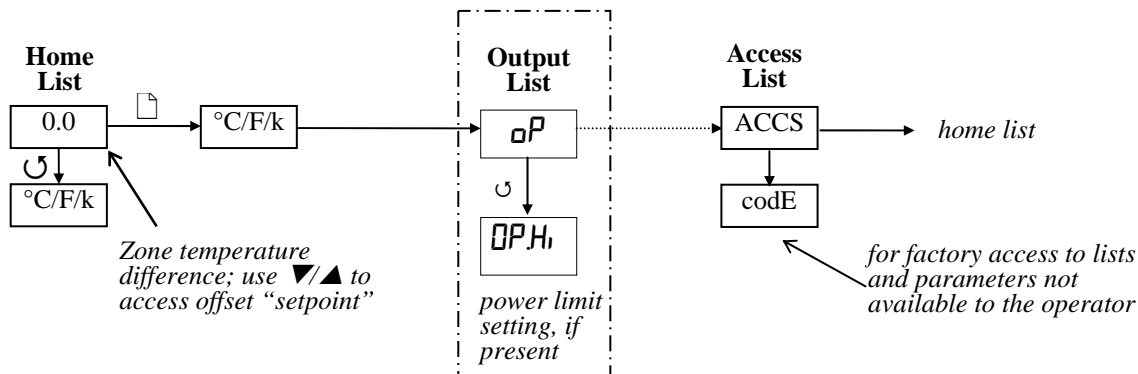 Home
List
0.0
°C/F/k
°C/F/k
Zone temperature
difference; use ▼/▲ to
access offset “setpoint”
Output
List
oP
OP.Hi
power limit
setting, if
present
Access
List
ACCS
codE
home list
for factory access to lists
and parameters not
available to the operator